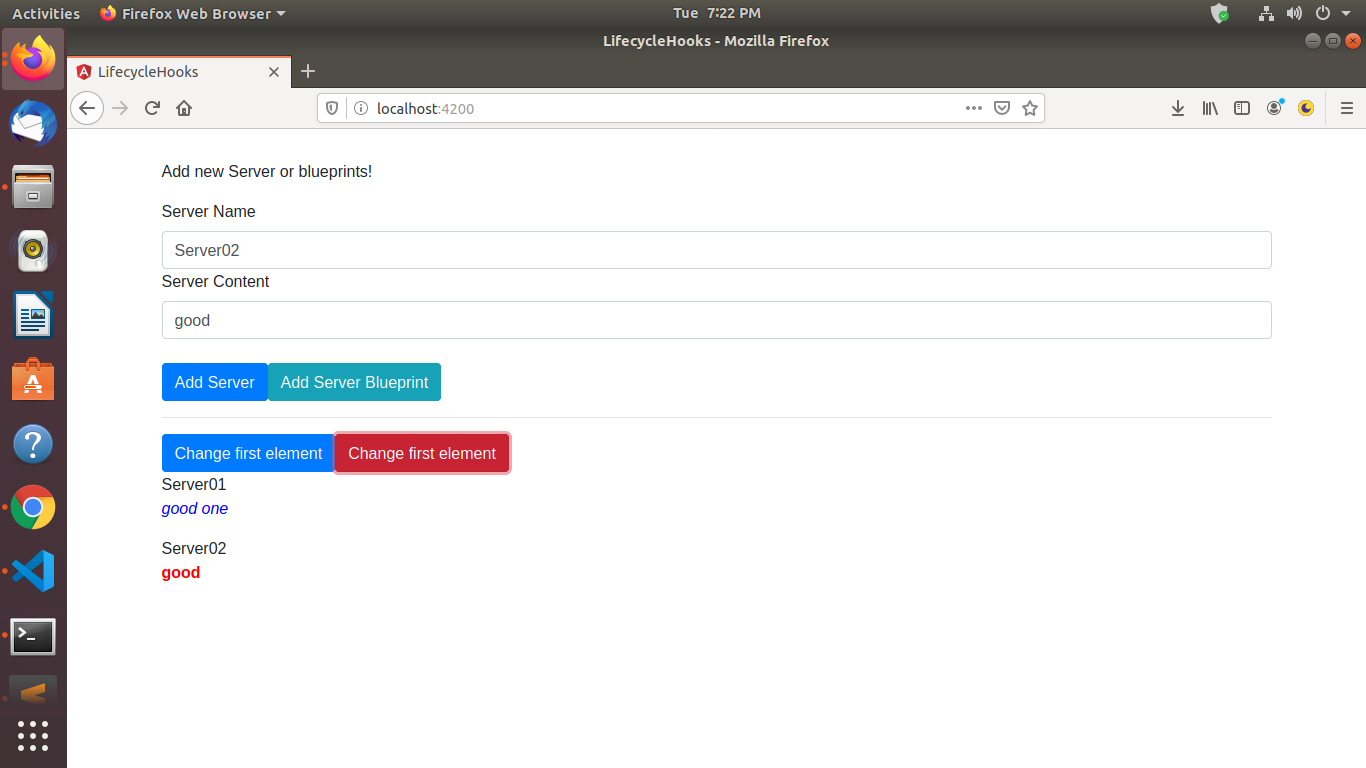 Activities Firefox Web Browser Tue 7:22 PM
LifecycleHooks - Mozilla Firefox
LifecycleHooks
localhost:4200
Add new Server or blueprints!
Server Name
Server02
Server Content
good
Add Server Add Server Blueprint
Change first element Change first element
Server01
good one
Server02
good